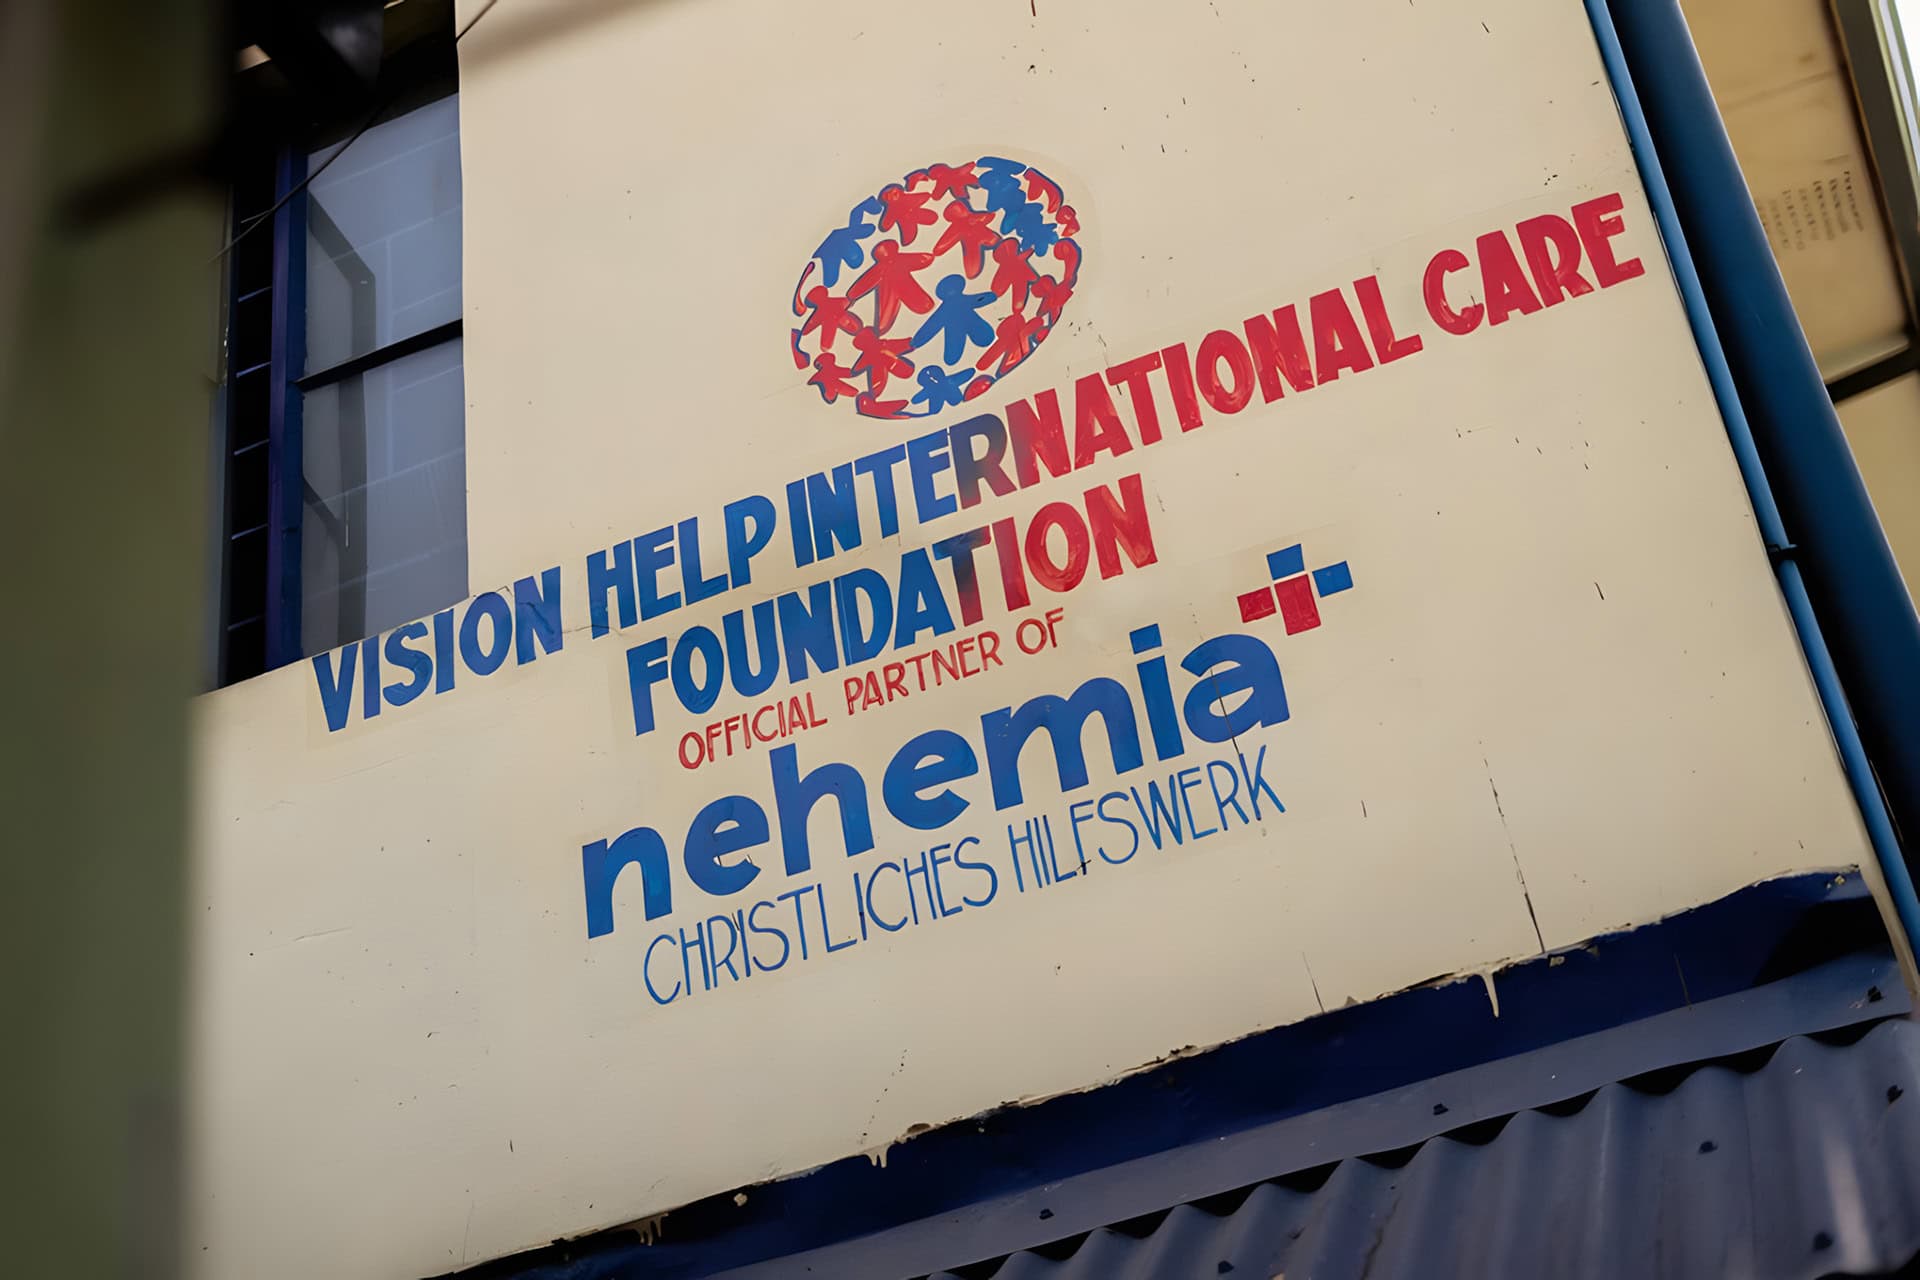 VISION HELP INTERNATIONAL CARE
FOUNDATION
OFFICIAL PARTNER OF
nehemia
CHRISTLICHES HILFSWERK